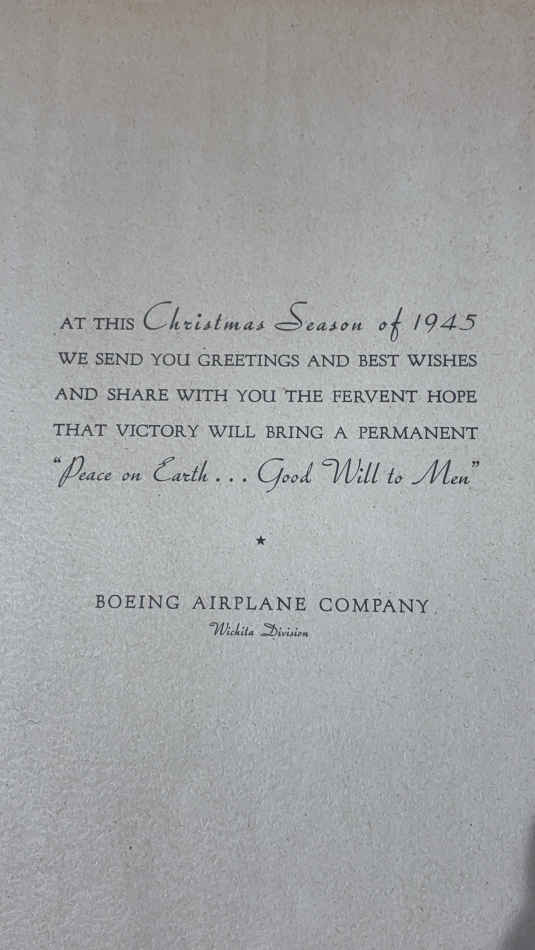 AT THIS Christmas Season of 1945
WE SEND YOU GREETINGS AND BEST WISHES
AND SHARE WITH YOU THE FERVENT HOPE
THAT VICTORY WILL BRING A PERMANENT
“Peace on Earth . . . Good Will to Men”
★
BOEING AIRPLANE COMPANY
Wichita Division